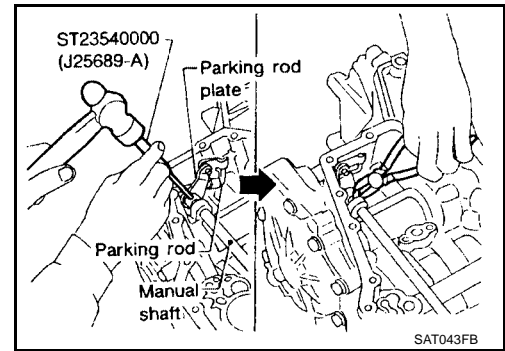 ST23540000
(J25689-A)
Parking rod
plate
Parking rod
Manual
shaft
SAT043FB